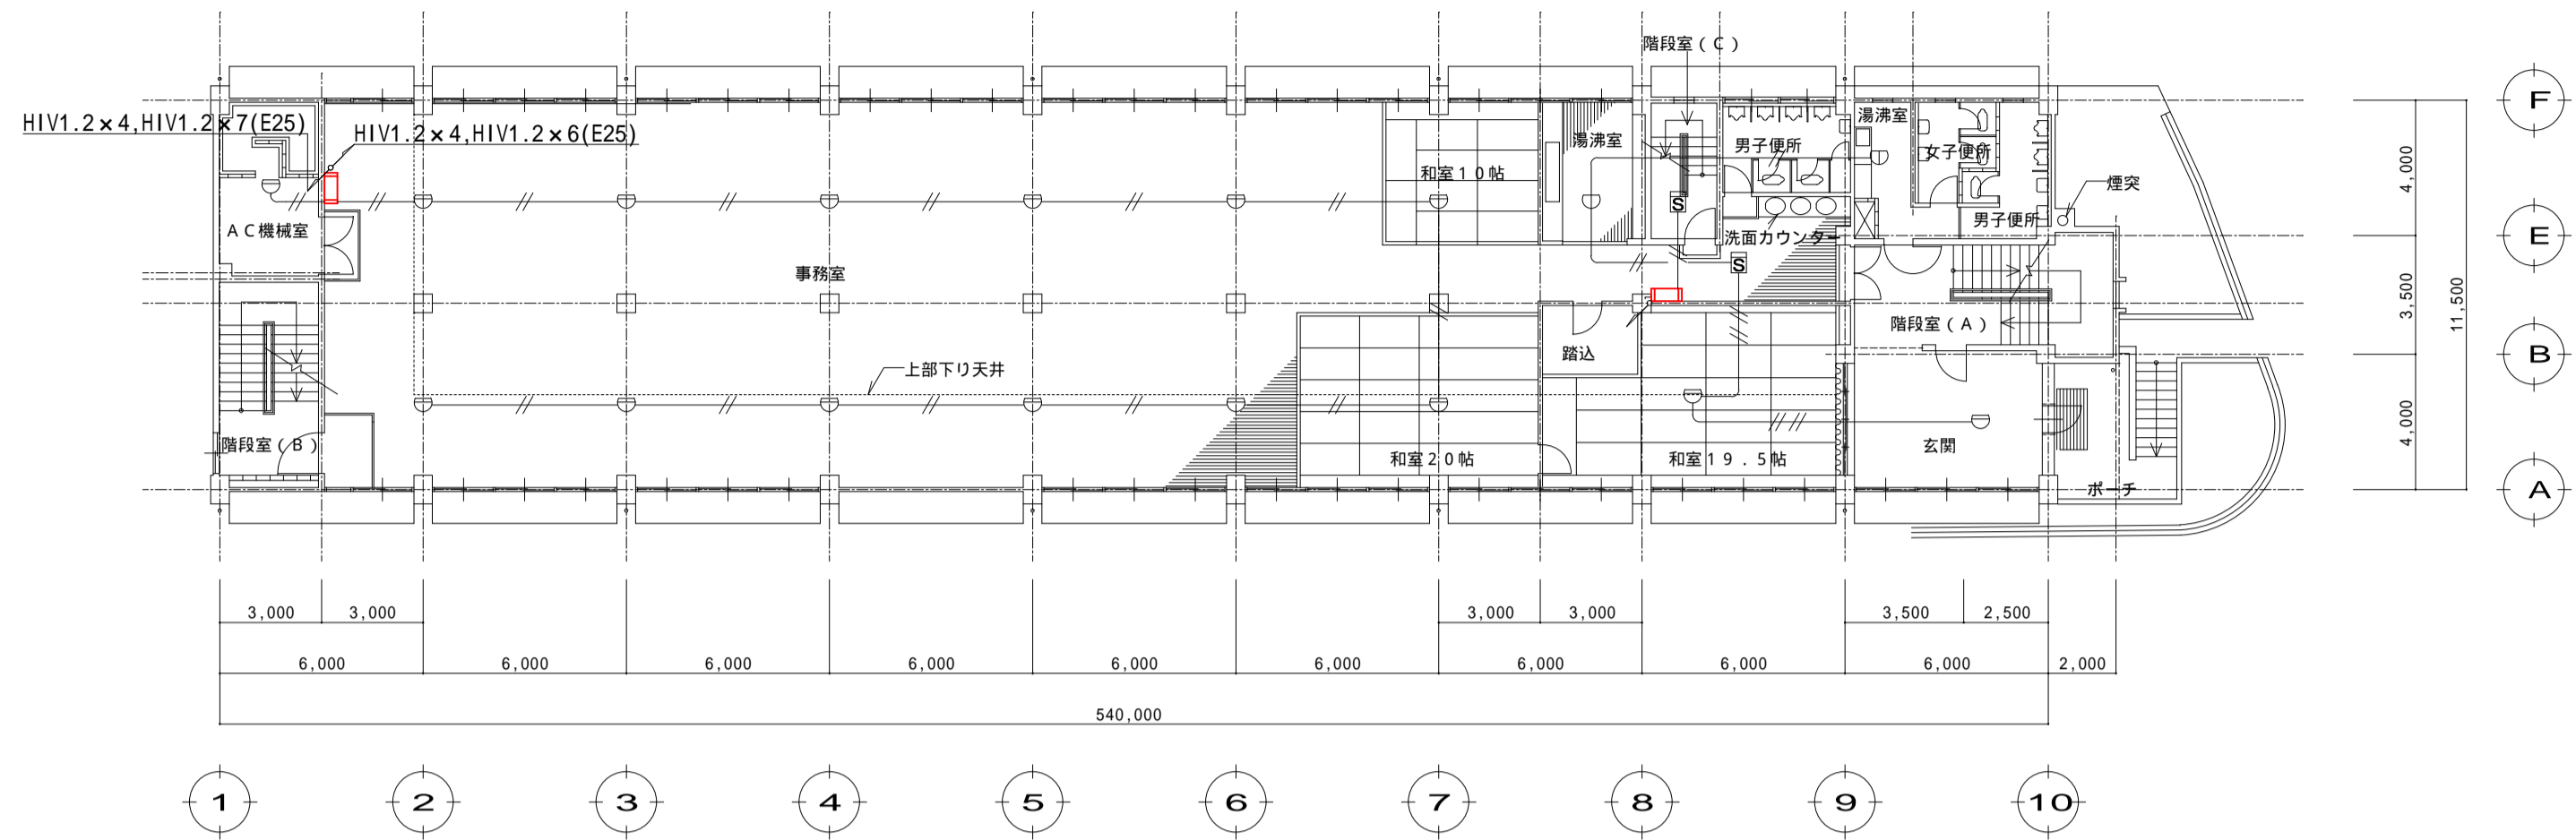 階段室(C)
F
HIV1.2×4,HIV1.2×7(E25)
HIV1.2×4,HIV1.2×6(E25)
湯沸室
湯沸室
男子便所
女子便所
和室10帖
4,000
煙突
S
男子便所
AC機械室
洗面カウンター
E
S
事務室
3,500
11,500
階段室(A)
踏込
B
上部下り天井
4,000
階段室(B)
玄関
和室20帖
和室19.5帖
ポーチ
A
3,000 3,000 3,000 3,000 3,500 2,500
6,000 6,000 6,000 6,000 6,000 6,000 6,000 6,000 6,000 2,000
540,000
1 2 3 4 5 6 7 8 9 10